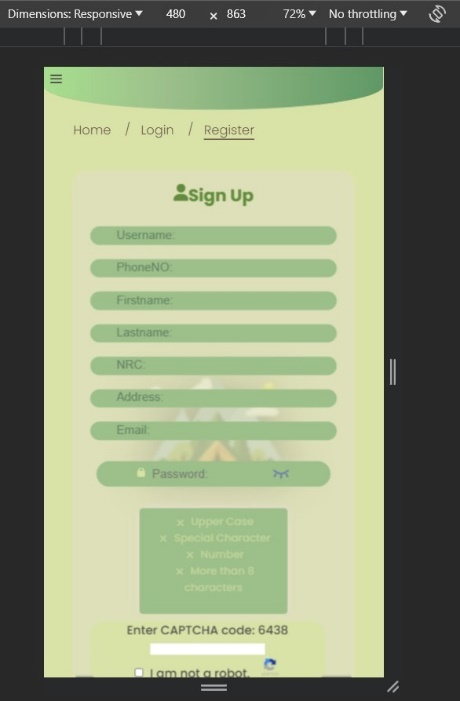 Dimensions: Responsive 480 x 863 72% No throttling
Home / Login / Register
Sign Up
Username:
PhoneNO:
Firstname:
Lastname:
NRC:
Address:
Email:
Password:
× Upper Case
× Special Character
× Number
× More than 8
characters
Enter CAPTCHA code: 6438
I am not a robot.